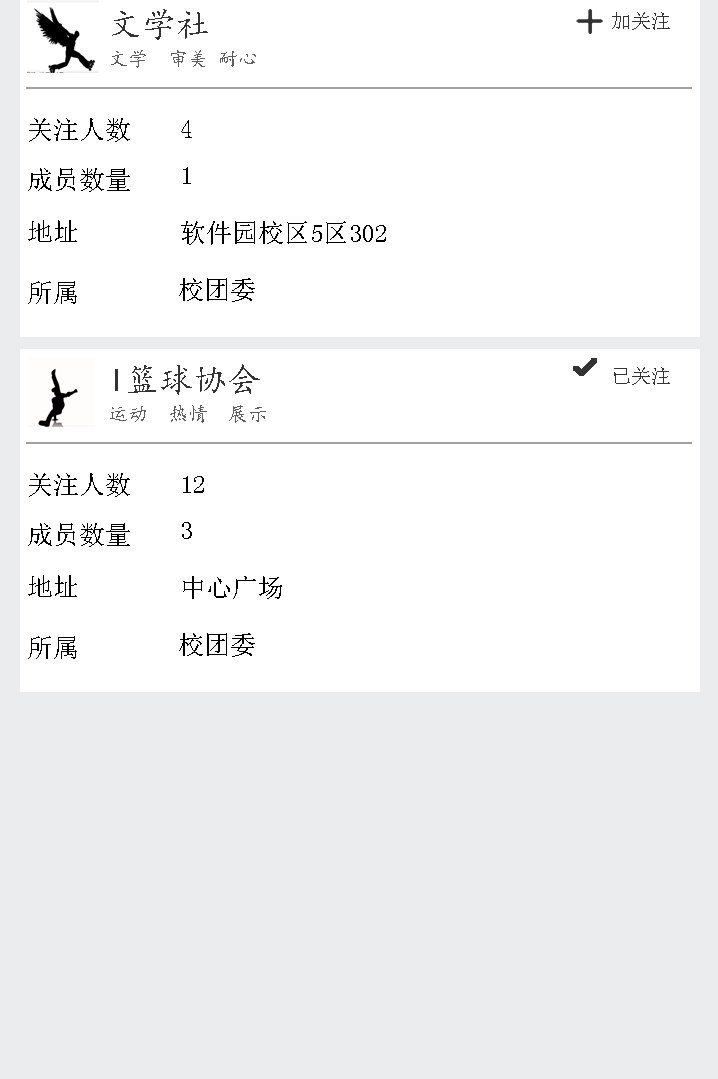 文学社
加关注
文学 审美 耐心
关注人数 4
成员数量 1
地址 软件园校区5区302
所属 校团委
I篮球协会
已关注
运动 热情 展示
关注人数 12
成员数量 3
地址 中心广场
所属 校团委